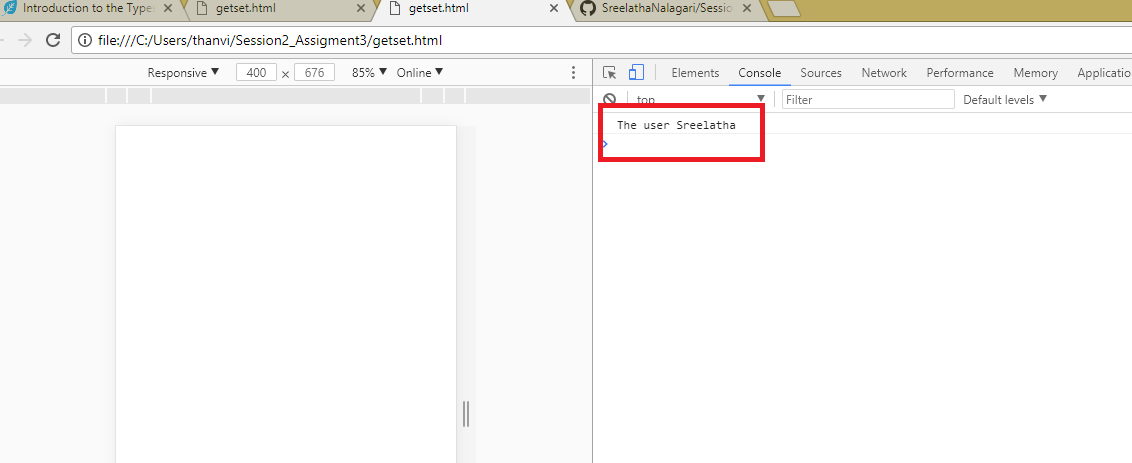 Introduction to the Type
getset.html
getset.html
SreelathaNalagari/Sessio
file:///C:/Users/thanvi/Session2_Assigment3/getset.html
Responsive ▼ 400 × 676 85% ▼ Online ▼
Elements Console Sources Network Performance Memory Applicatio
top ▼ Filter Default levels ▼
The user Sreelatha
>